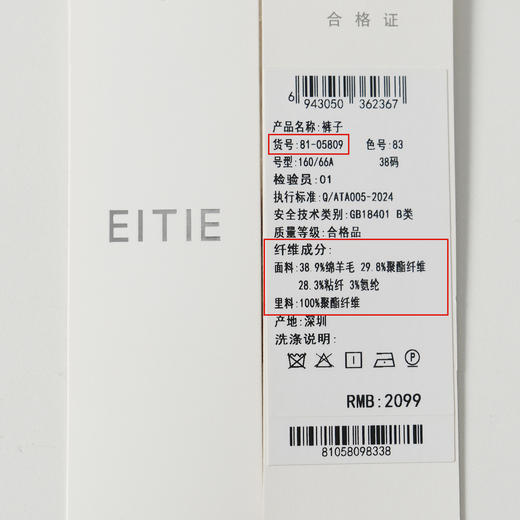 EITIE
合格证
6 943050 362367
产品名称:裤子
货号:81-05809 色号:83
号型:160/66A 38码
检验员:01
执行标准:Q/ATA005-2024
安全技术类别:GB18401 B类
质量等级:合格品
纤维成分:
面料:38.9%绵羊毛 29.8%聚酯纤维
28.3%粘纤 3%氨纶
里料:100%聚酯纤维
产地:深圳
洗涤说明:
P
RMB:2099
81058098338